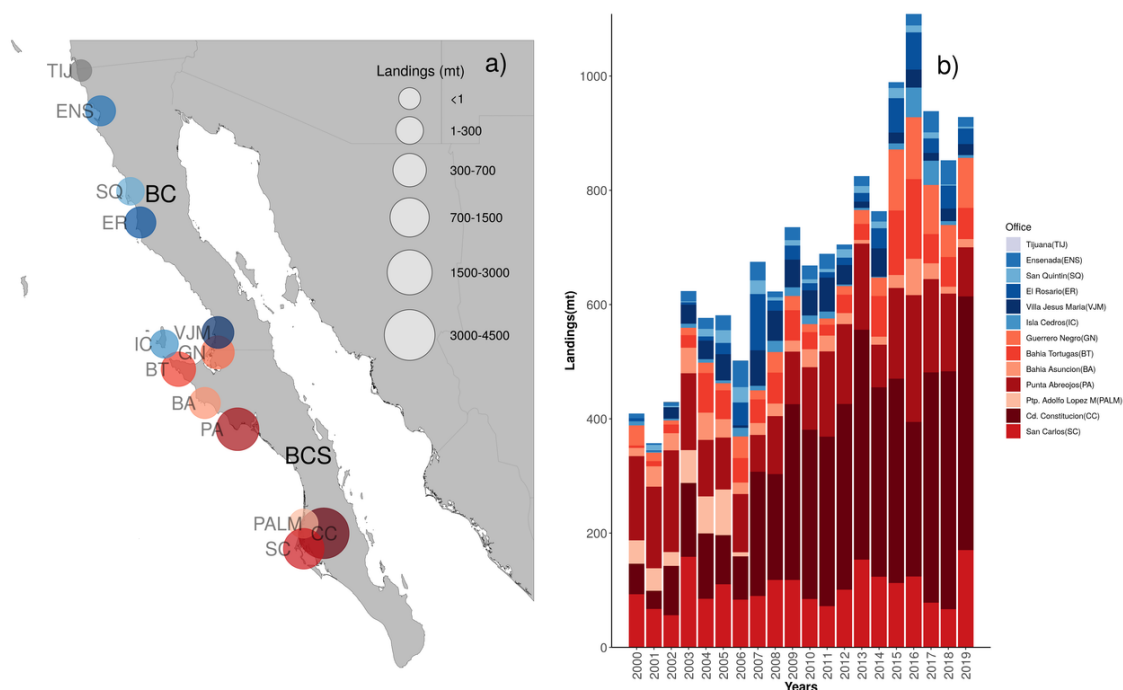 a)
Landings (mt)
<1
1-300
300-700
700-1500
1500-3000
3000-4500
TIJ
ENS
SQ
BC
ER
VJM
IC
GN
BT
BA
PA
BCS
PALM
CC
SC
b)
Landings(mt)
1000
800
600
400
200
0
2000
2001
2002
2003
2004
2005
2006
2007
2008
2009
2010
2011
2012
2013
2014
2015
2016
2017
2018
2019
Years
Office
Tijuana(TIJ)
Ensenada(ENS)
San Quintin(SQ)
El Rosario(ER)
Villa Jesus Maria(VJM)
Isla Cedros(IC)
Guerrero Negro(GN)
Bahia Tortugas(BT)
Bahia Asuncion(BA)
Punta Abreojos(PA)
Ptp. Adolfo Lopez M(PALM)
Cd. Constitucion(CC)
San Carlos(SC)